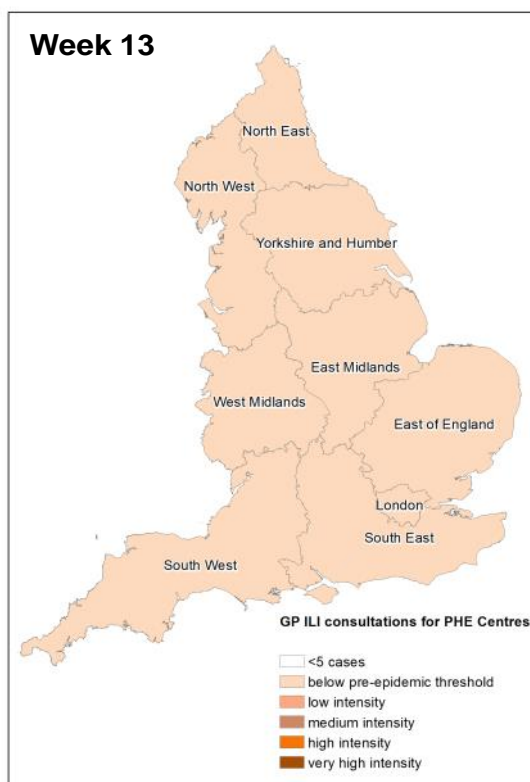 Week 13
North East
North West
Yorkshire and Humber
East Midlands
West Midlands
East of England
London
South East
South West
GP ILI consultations for PHE Centres
<5 cases
below pre-epidemic threshold
low intensity
medium intensity
high intensity
very high intensity